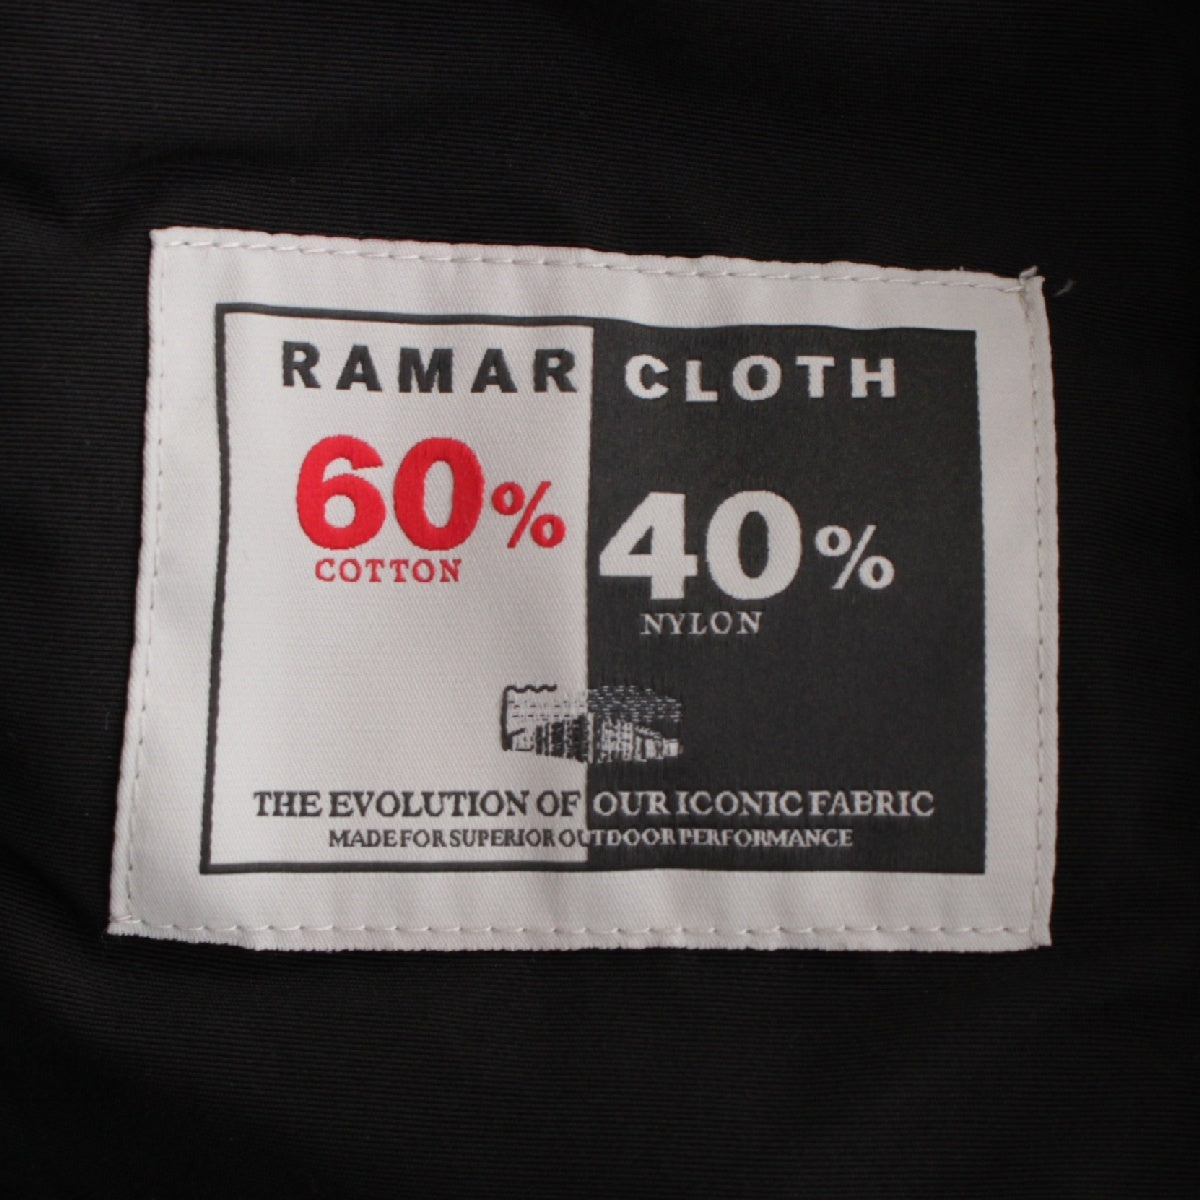 RAMAR CLOTH
60%
COTTON
40%
NYLON
THE EVOLUTION OF OUR ICONIC FABRIC
MADE FOR SUPERIOR OUTDOOR PERFORMANCE